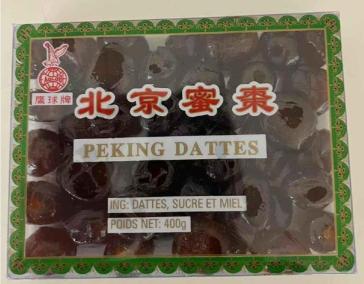 鷹球牌
北京蜜棗
PEKING DATTES
ING: DATTES, SUCRE ET MIEL
POIDS NET: 400g